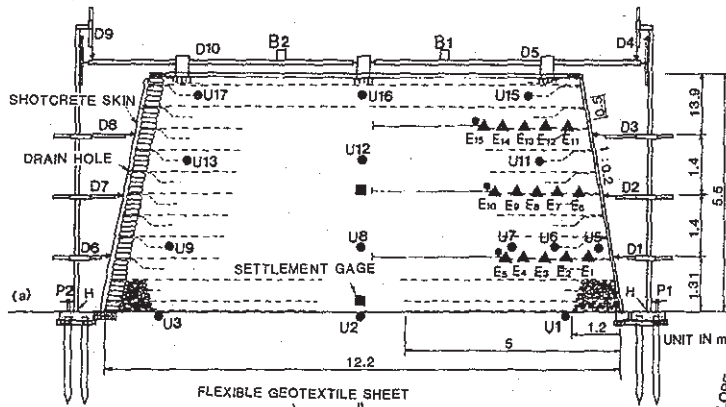 D9 D10 B2 B1 D5 D4
U17 U16 U15
SHOTCRETE SKIN
D8 E15 E14 E13 E12 E11 D3
0.5
13.9
DRAIN HOLE
U13 U12 U11
1:0.2
1.4
5.5
D7 E10 E9 E8 E7 E6 D2
1.4
U9 U8 U7 U6 U5
D6 E5 E4 E3 E2 E1 D1
SETTLEMENT GAGE
1.31
(a) P2 H H P1
U3 U2 U1
1.2
UNIT IN m
5
12.2
FLEXIBLE GEOTEXTILE SHEET